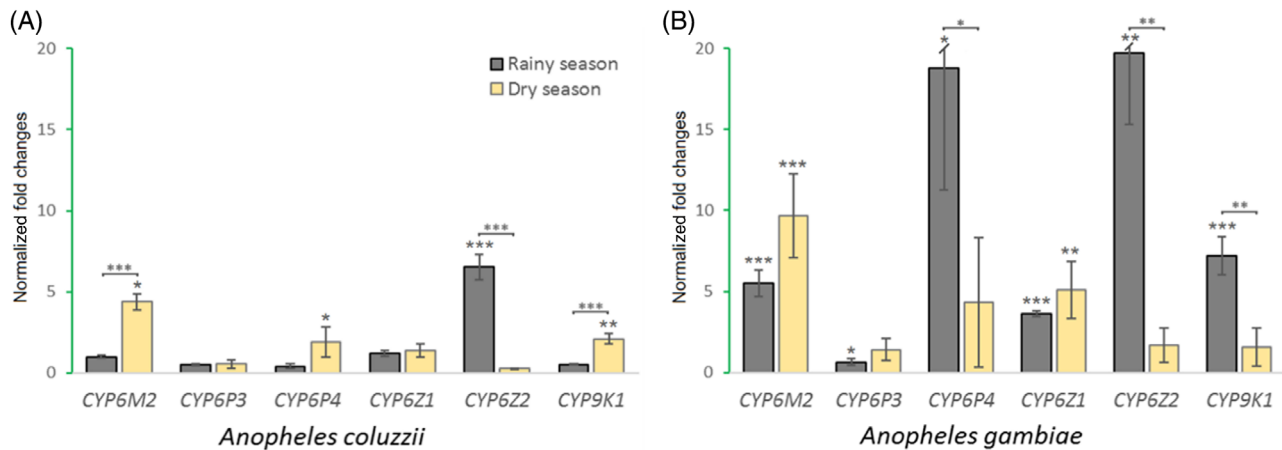 (A)
Normalized fold changes
20
15
10
5
0
Rainy season
Dry season
***
*
*
***
***
***
**
CYP6M2 CYP6P3 CYP6P4 CYP6Z1 CYP6Z2 CYP9K1
Anopheles coluzzii
(B)
Normalized fold changes
20
15
10
5
0
***
***
*
*
*
***
**
**
**
***
**
CYP6M2 CYP6P3 CYP6P4 CYP6Z1 CYP6Z2 CYP9K1
Anopheles gambiae